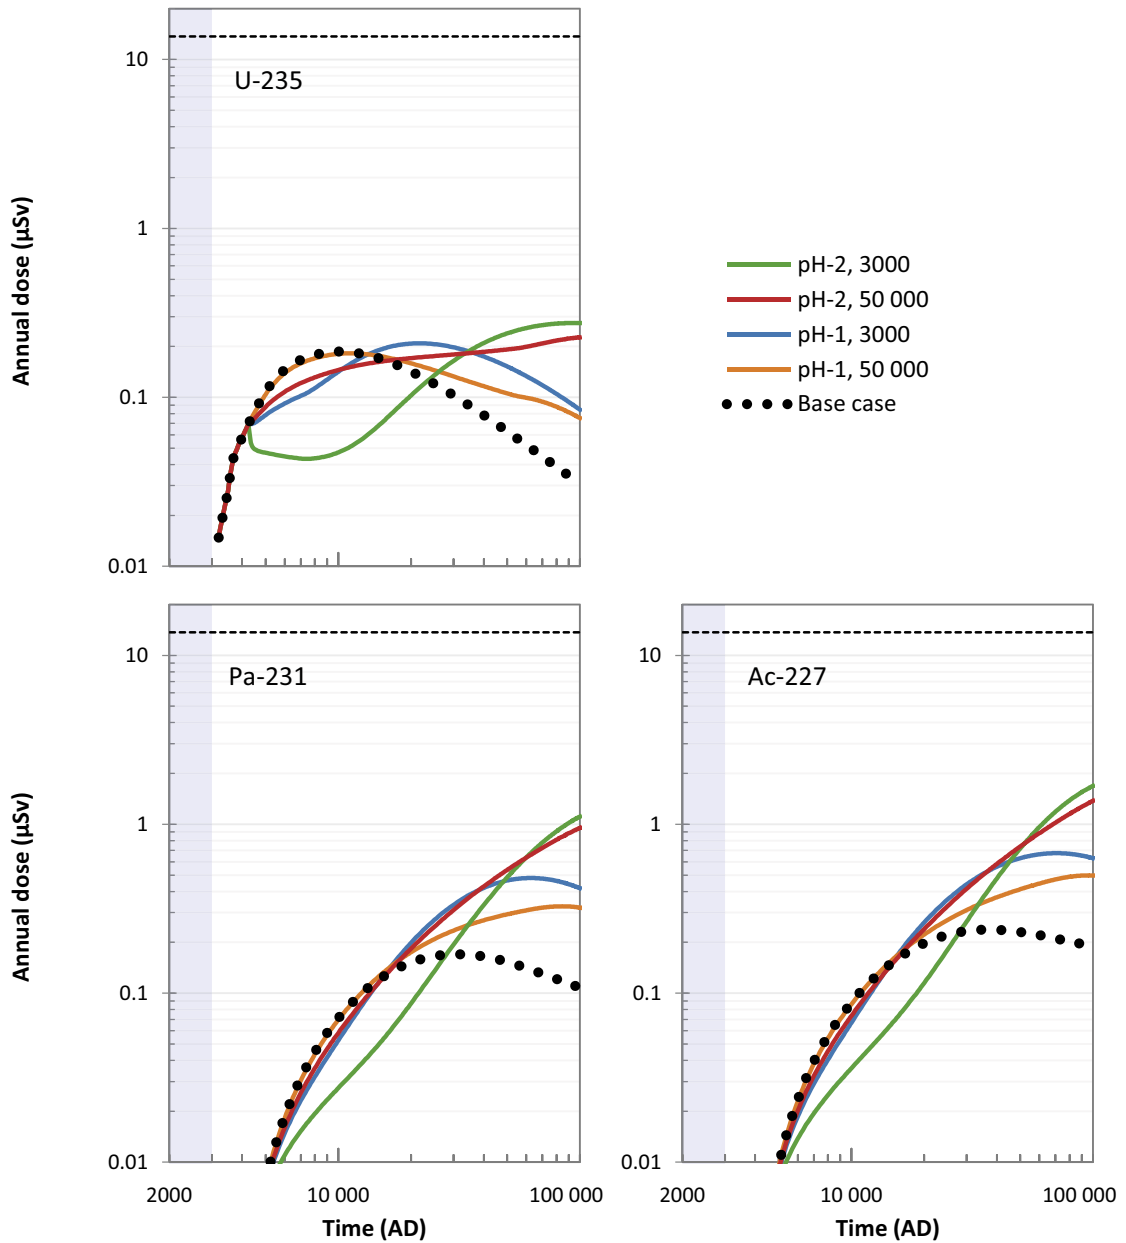 10
U-235
1
0.1
0.01
Annual dose (μSv)
pH-2, 3000
pH-2, 50 000
pH-1, 3000
pH-1, 50 000
Base case
10
Pa-231
1
0.1
0.01
Annual dose (μSv)
2000
10 000
100 000
Time (AD)
10
Ac-227
1
0.1
0.01
2000
10 000
100 000
Time (AD)